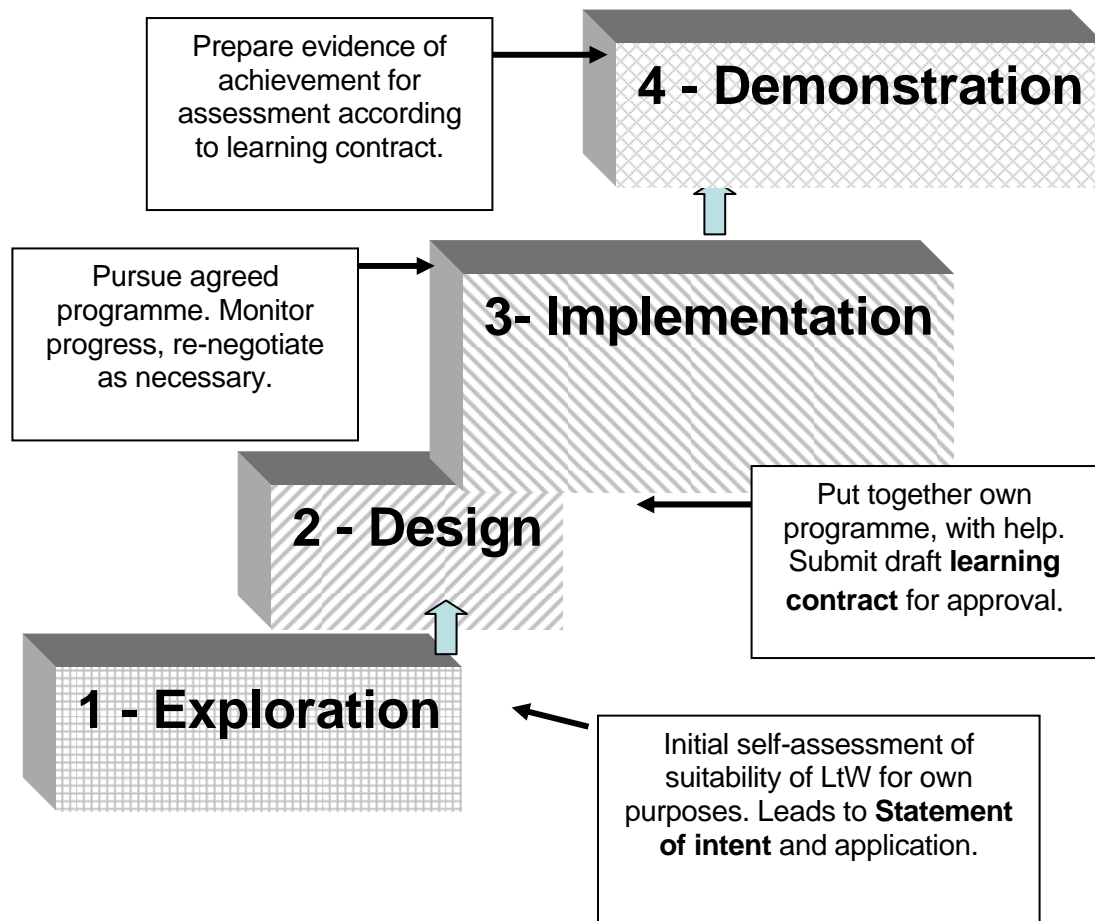 Prepare evidence of
achievement for
assessment according
to learning contract.
4 - Demonstration
Pursue agreed
programme. Monitor
progress, re-negotiate
as necessary.
3- Implementation
2 - Design
Put together own
programme, with help.
Submit draft learning
contract for approval.
1 - Exploration
Initial self-assessment of
suitability of LtW for own
purposes. Leads to Statement
of intent and application.